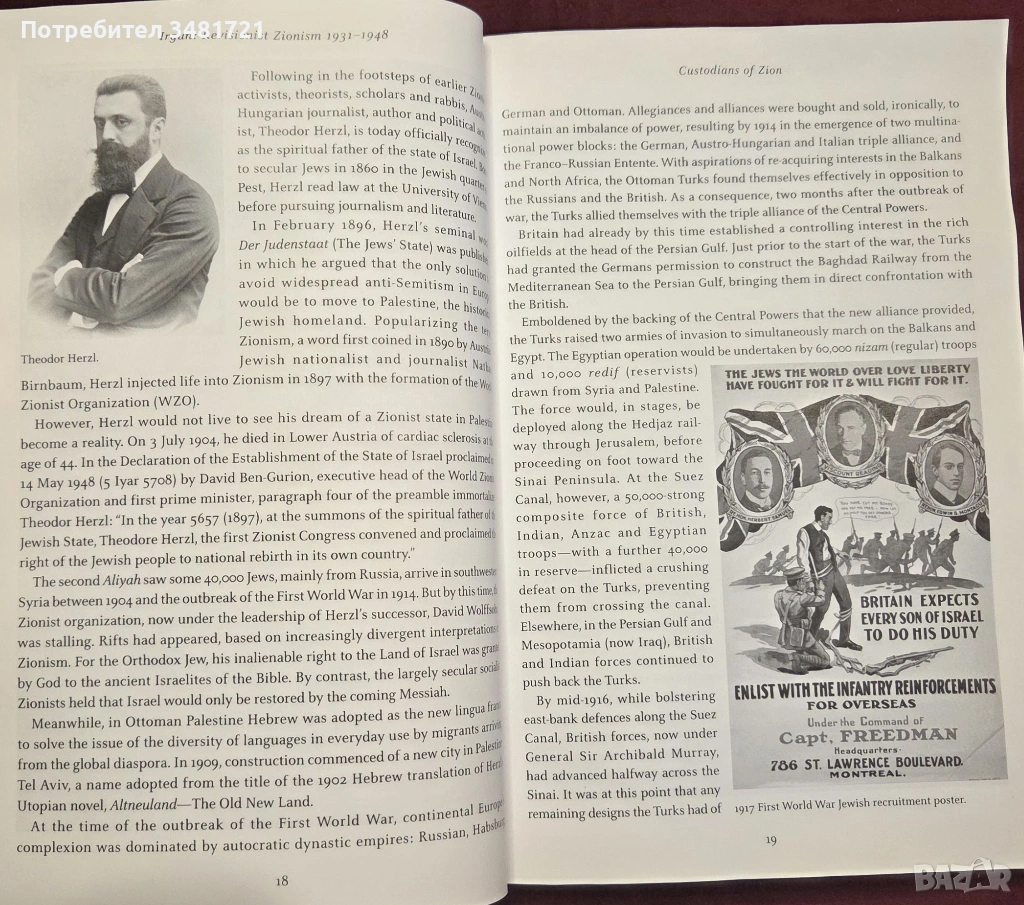 Потребител 3481721
Irgun: Revisionist Zionism 1931–1948
Following in the footsteps of earlier
activists, theorists, scholars and rabbis,
Hungarian journalist, author and political
ist, Theodor Herzl, is today officially
as the spiritual father of the state of Israel.
to secular Jews in 1860 in the Jewish
Pest, Herzl read law at the University of
before pursuing journalism and literature.
In February 1896, Herzl's seminal
Der Judenstaat (The Jews' State) was
in which he argued that the only solution
avoid widespread anti-Semitism in
would be to move to Palestine, the
Jewish homeland. Popularizing the
Zionism, a word first coined in 1890 by
Jewish nationalist and journalist
Theodor Herzl.
Birnbaum, Herzl injected life into Zionism in 1897 with the formation of the
Zionist Organization (WZO).
However, Herzl would not live to see his dream of a Zionist state in
become a reality. On 3 July 1904, he died in Lower Austria of cardiac sclerosis at
age of 44. In the Declaration of the Establishment of the State of Israel proclaimed
14 May 1948 (5 Iyar 5708) by David Ben-Gurion, executive head of the World
Organization and first prime minister, paragraph four of the preamble
Theodor Herzl: "In the year 5657 (1897), at the summons of the spiritual father of
Jewish State, Theodore Herzl, the first Zionist Congress convened and proclaimed
right of the Jewish people to national rebirth in its own country."
The second Aliyah saw some 40,000 Jews, mainly from Russia, arrive in
Syria between 1904 and the outbreak of the First World War in 1914. But by this time,
Zionist organization, now under the leadership of Herzl's successor, David
was stalling. Rifts had appeared, based on increasingly divergent interpretations
Zionism. For the Orthodox Jew, his inalienable right to the Land of Israel was
by God to the ancient Israelites of the Bible. By contrast, the largely secular
Zionists held that Israel would only be restored by the coming Messiah.
Meanwhile, in Ottoman Palestine Hebrew was adopted as the new lingua
to solve the issue of the diversity of languages in everyday use by migrants
from the global diaspora. In 1909, construction commenced of a new city in
Tel Aviv, a name adopted from the title of the 1902 Hebrew translation of
Utopian novel, Altneuland—The Old New Land.
At the time of the outbreak of the First World War, continental
complexion was dominated by autocratic dynastic empires: Russian,
18
Custodians of Zion
German and Ottoman. Allegiances and alliances were bought and sold, ironically, to
maintain an imbalance of power, resulting by 1914 in the emergence of two multina-
tional power blocks: the German, Austro-Hungarian and Italian triple alliance, and
the Franco–Russian Entente. With aspirations of re-acquiring interests in the Balkans
and North Africa, the Ottoman Turks found themselves effectively in opposition to
the Russians and the British. As a consequence, two months after the outbreak of
war, the Turks allied themselves with the triple alliance of the Central Powers.
Britain had already by this time established a controlling interest in the rich
oilfields at the head of the Persian Gulf. Just prior to the start of the war, the Turks
had granted the Germans permission to construct the Baghdad Railway from the
Mediterranean Sea to the Persian Gulf, bringing them in direct confrontation with
the British.
Emboldened by the backing of the Central Powers that the new alliance provided,
the Turks raised two armies of invasion to simultaneously march on the Balkans and
Egypt. The Egyptian operation would be undertaken by 60,000 nizam (regular) troops
and 10,000 redif (reservists)
drawn from Syria and Palestine.
The force would, in stages, be
deployed along the Hedjaz rail-
way through Jerusalem, before
proceeding on foot toward the
Sinai Peninsula. At the Suez
Canal, however, a 50,000-strong
composite force of British,
Indian, Anzac and Egyptian
troops—with a further 40,000
in reserve—inflicted a crushing
defeat on the Turks, preventing
them from crossing the canal.
Elsewhere, in the Persian Gulf and
Mesopotamia (now Iraq), British
and Indian forces continued to
push back the Turks.
By mid-1916, while bolstering
east-bank defences along the Suez
Canal, British forces, now under
General Sir Archibald Murray,
had advanced halfway across the
Sinai. It was at this point that any
remaining designs the Turks had of
THE JEWS THE WORLD OVER LOVE LIBERTY
HAVE FOUGHT FOR IT & WILL FIGHT FOR IT.
BRITAIN EXPECTS
EVERY SON OF ISRAEL
TO DO HIS DUTY
ENLIST WITH THE INFANTRY REINFORCEMENTS
FOR OVERSEAS
Under the Command of
Capt. FREEDMAN
Headquarters-
786 ST. LAWRENCE BOULEVARD.
MONTREAL.
1917 First World War Jewish recruitment poster.
19
BAZAR